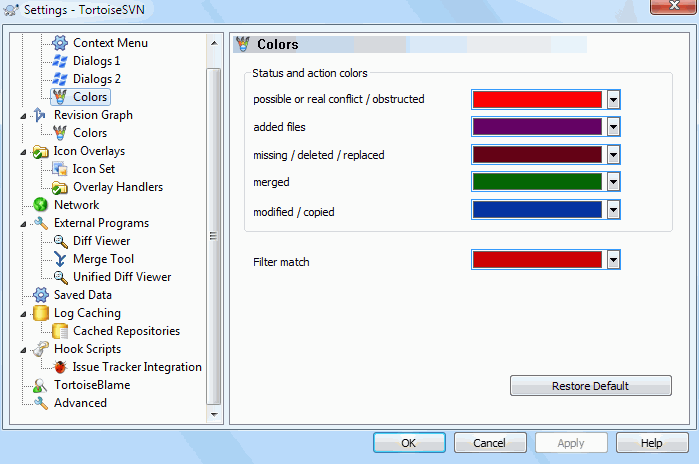 Settings - TortoiseSVN
Context Menu
Dialogs 1
Dialogs 2
Colors
Revision Graph
Colors
Icon Overlays
Icon Set
Overlay Handlers
Network
External Programs
Diff Viewer
Merge Tool
Unified Diff Viewer
Saved Data
Log Caching
Cached Repositories
Hook Scripts
Issue Tracker Integration
TortoiseBlame
Advanced
Colors
Status and action colors
possible or real conflict / obstructed
added files
missing / deleted / replaced
merged
modified / copied
Filter match
Restore Default
OK
Cancel
Apply
Help